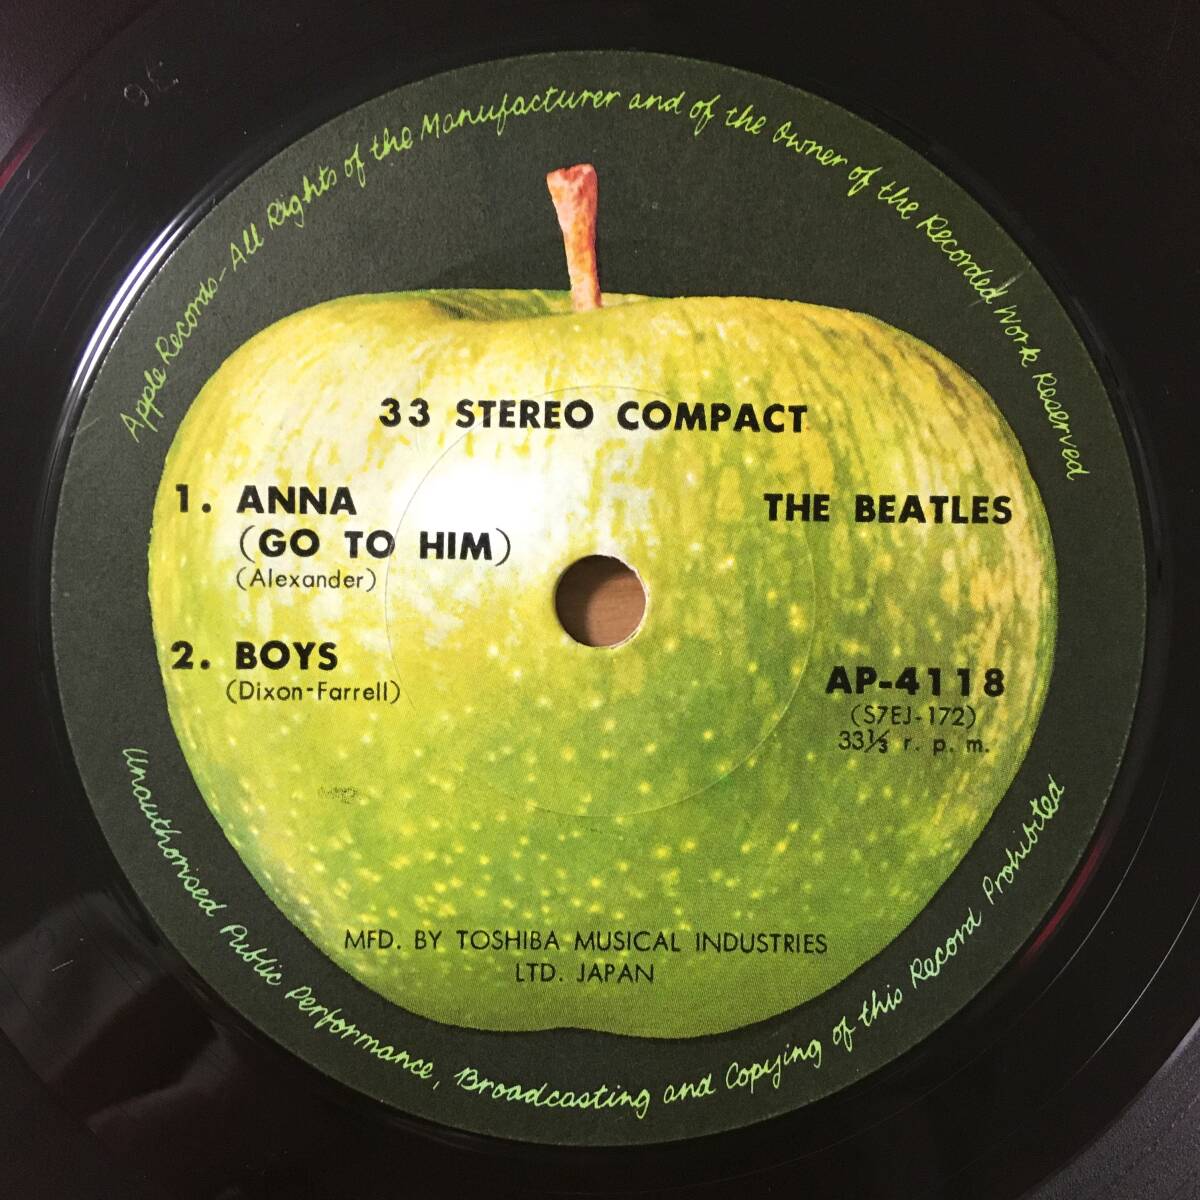 Apple Records - All Rights of the Manufacturer and of the Owner of the Recorded Work Reserved
33 STEREO COMPACT
1. ANNA
(GO TO HIM)
(Alexander)
THE BEATLES
2. BOYS
(Dixon-Farrell)
AP-4118
(S7EJ-172)
33⅓ r. p. m.
MFD. BY TOSHIBA MUSICAL INDUSTRIES
LTD. JAPAN
Unauthorised Public Performance, Broadcasting and Copying of this Record Prohibited